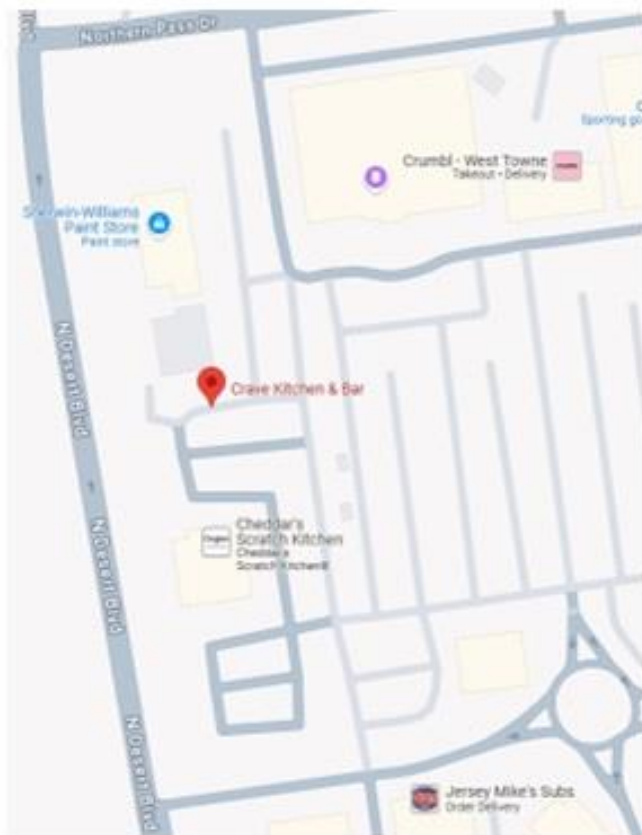 Northern Pass Dr
Crumbl - West Towne
Takeout • Delivery
Sporting go
Sherwin-Williams
Paint Store
Paint store
N Desert Blvd
Crave Kitchen & Bar
N Desert Blvd
Cheddar's
Scratch Kitchen
Cheddar's
Scratch Kitchen®
N Desert Blvd
Jersey Mike's Subs
Order Delivery